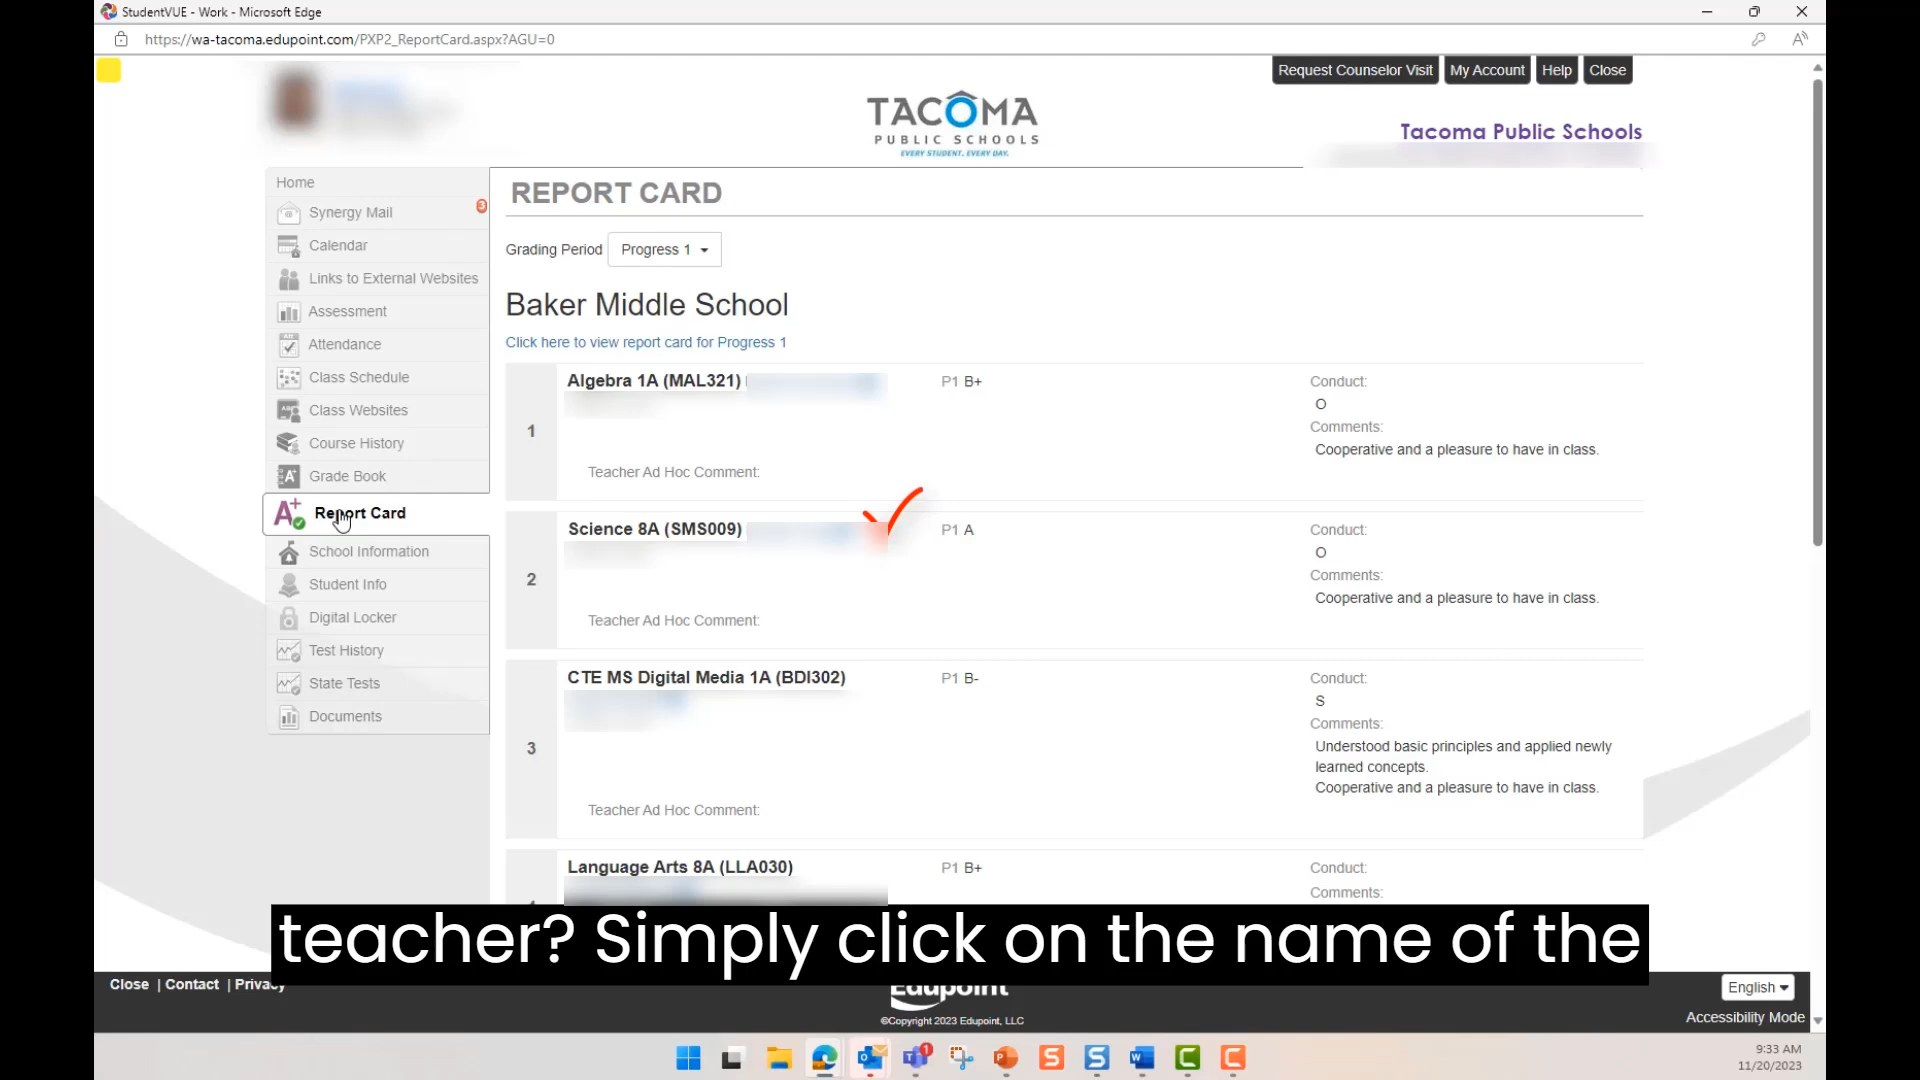 StudentVUE - Work - Microsoft Edge
https://wa-tacoma.edupoint.com/PXP2_ReportCard.aspx?AGU=0
Request Counselor Visit
My Account
Help
Close
TACOMA
PUBLIC SCHOOLS
EVERY STUDENT. EVERY DAY.
Tacoma Public Schools
Home
Synergy Mail
3
Calendar
Links to External Websites
Assessment
Attendance
Class Schedule
Class Websites
Course History
Grade Book
Report Card
School Information
Student Info
Digital Locker
Test History
State Tests
Documents
REPORT CARD
Grading Period
Progress 1
Baker Middle School
Click here to view report card for Progress 1
1
Algebra 1A (MAL321)
P1 B+
Conduct:
O
Comments:
Cooperative and a pleasure to have in class.
Teacher Ad Hoc Comment:
2
Science 8A (SMS009)
P1 A
Conduct:
O
Comments:
Cooperative and a pleasure to have in class.
Teacher Ad Hoc Comment:
3
CTE MS Digital Media 1A (BDI302)
P1 B-
Conduct:
S
Comments:
Understood basic principles and applied newly
learned concepts.
Cooperative and a pleasure to have in class.
Teacher Ad Hoc Comment:
Language Arts 8A (LLA030)
P1 B+
Conduct:
Comments:
teacher? Simply click on the name of the
Close | Contact | Privacy
Edupoint
©Copyright 2023 Edupoint, LLC
English
Accessibility Mode
1
9:33 AM
11/20/2023